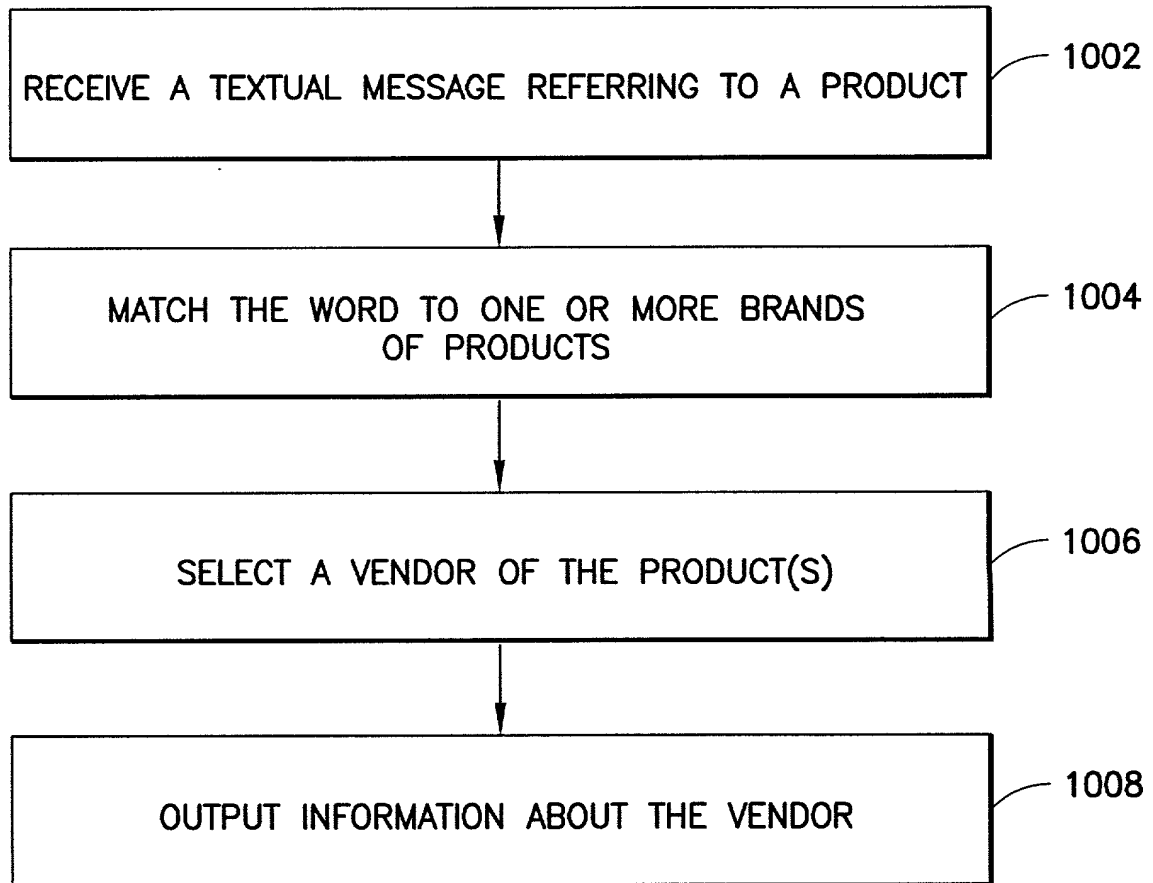 RECEIVE A TEXTUAL MESSAGE REFERRING TO A PRODUCT
1002
MATCH THE WORD TO ONE OR MORE BRANDS
OF PRODUCTS
1004
SELECT A VENDOR OF THE PRODUCT(S)
1006
OUTPUT INFORMATION ABOUT THE VENDOR
1008